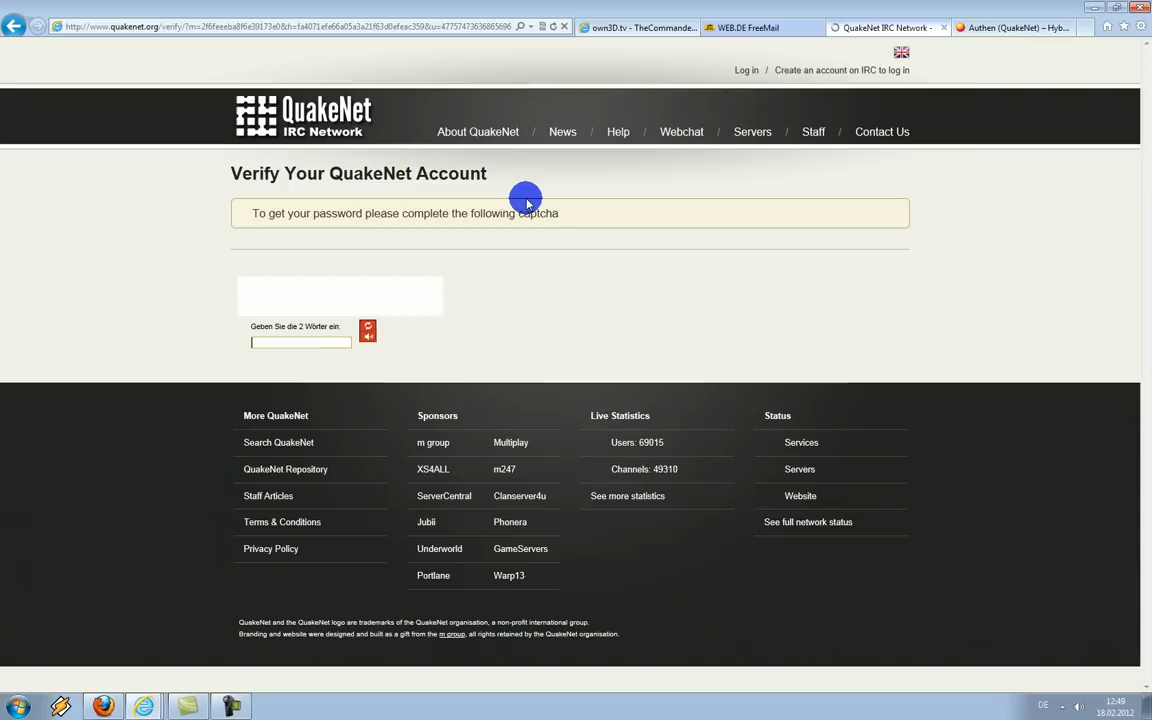 http://www.quakenet.org/verify/?m=2f6feeeba8f6e39173e0&h=fa4071efe66a05a3a21f63d0efeac359&u=47757473636865696
own3D.tv - TheCommande...
WEB.DE FreeMail
QuakeNet IRC Network -
Authen (QuakeNet) – Hyb...
Log in / Create an account on IRC to log in
QuakeNet
IRC Network
About QuakeNet / News / Help / Webchat / Servers / Staff / Contact Us
Verify Your QuakeNet Account
To get your password please complete the following captcha
Geben Sie die 2 Wörter ein:
More QuakeNet
Search QuakeNet
QuakeNet Repository
Staff Articles
Terms & Conditions
Privacy Policy
Sponsors
m group Multiplay
XS4ALL m247
ServerCentral Clanserver4u
Jubii Phonera
Underworld GameServers
Portlane Warp13
Live Statistics
Users: 69015
Channels: 49310
See more statistics
Status
Services
Servers
Website
See full network status
QuakeNet and the QuakeNet logo are trademarks of the QuakeNet organisation, a non-profit international group.
Branding and website were designed and built as a gift from the m group, all rights retained by the QuakeNet organisation.
DE
12:49
18.02.2012